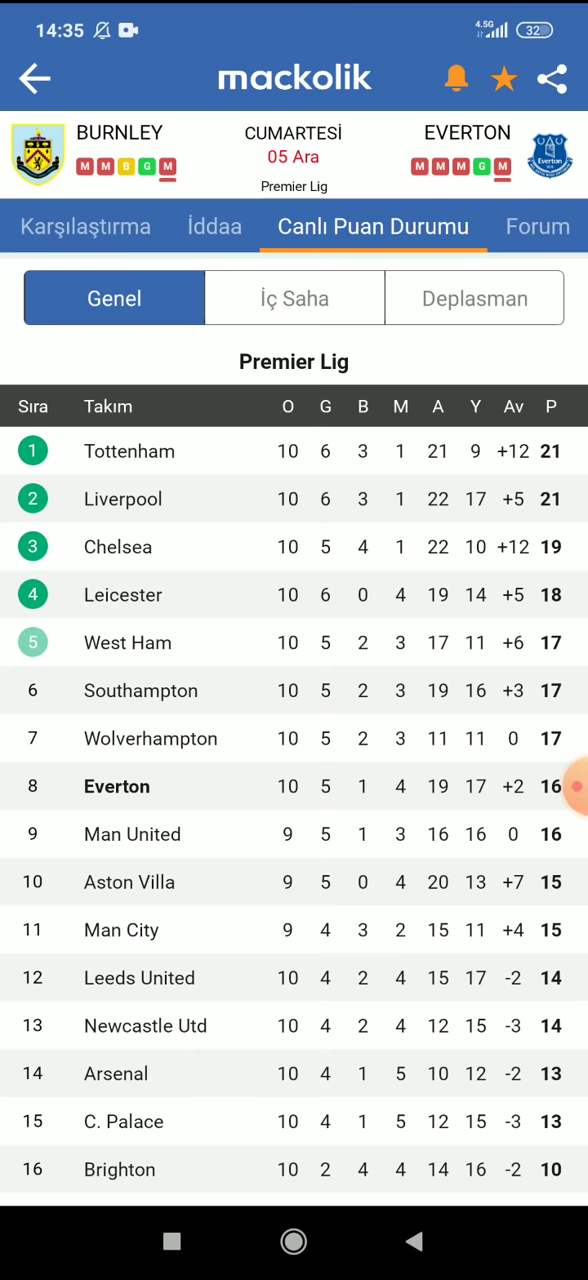 14:35 4.5G 32
mackolik
BURNLEY CUMARTESİ EVERTON
M M B G M 05 Ara M M M G M
Premier Lig
Everton
Karşılaştırma İddaa Canlı Puan Durumu Forum
Genel İç Saha Deplasman
Premier Lig
Sıra Takım O G B M A Y Av P
1 Tottenham 10 6 3 1 21 9 +12 21
2 Liverpool 10 6 3 1 22 17 +5 21
3 Chelsea 10 5 4 1 22 10 +12 19
4 Leicester 10 6 0 4 19 14 +5 18
5 West Ham 10 5 2 3 17 11 +6 17
6 Southampton 10 5 2 3 19 16 +3 17
7 Wolverhampton 10 5 2 3 11 11 0 17
8 Everton 10 5 1 4 19 17 +2 16
9 Man United 9 5 1 3 16 16 0 16
10 Aston Villa 9 5 0 4 20 13 +7 15
11 Man City 9 4 3 2 15 11 +4 15
12 Leeds United 10 4 2 4 15 17 -2 14
13 Newcastle Utd 10 4 2 4 12 15 -3 14
14 Arsenal 10 4 1 5 10 12 -2 13
15 C. Palace 10 4 1 5 12 15 -3 13
16 Brighton 10 2 4 4 14 16 -2 10